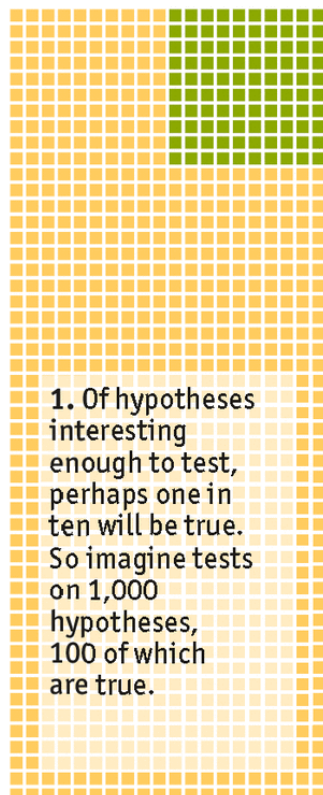 1. Of hypotheses
interesting
enough to test,
perhaps one in
ten will be true.
So imagine tests
on 1,000
hypotheses,
100 of which
are true.